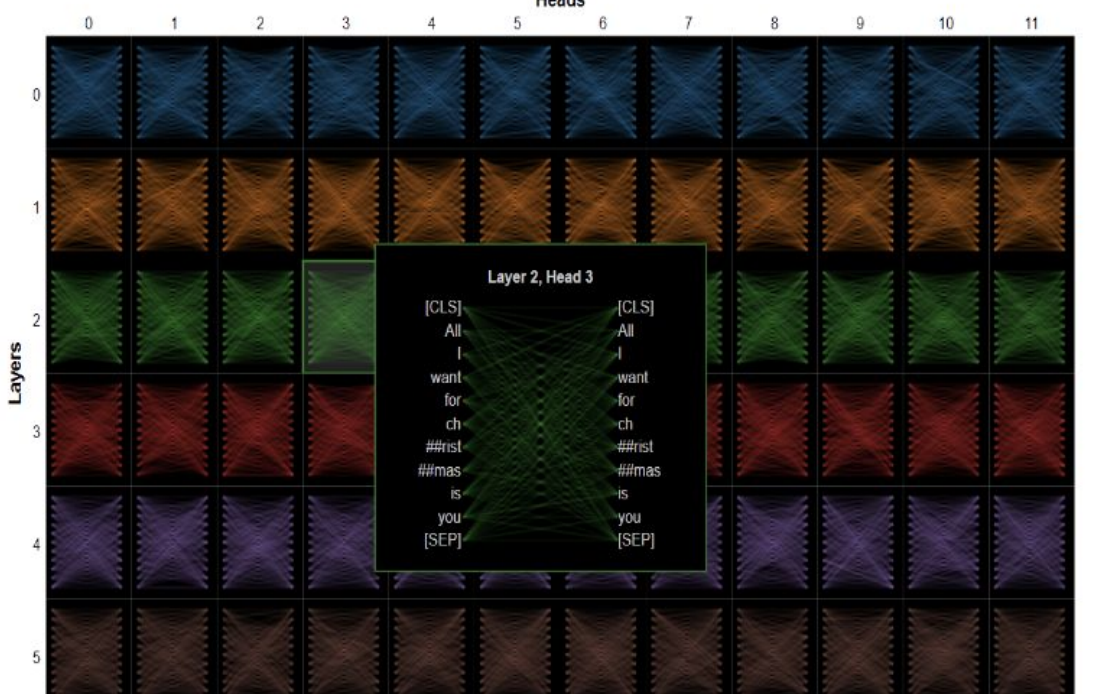 Heads
0 1 2 3 4 5 6 7 8 9 10 11
Layers
0
1
2
3
4
5
Layer 2, Head 3
[CLS] [CLS]
All All
I I
want want
for for
ch ch
##rist ##rist
##mas ##mas
is is
you you
[SEP] [SEP]